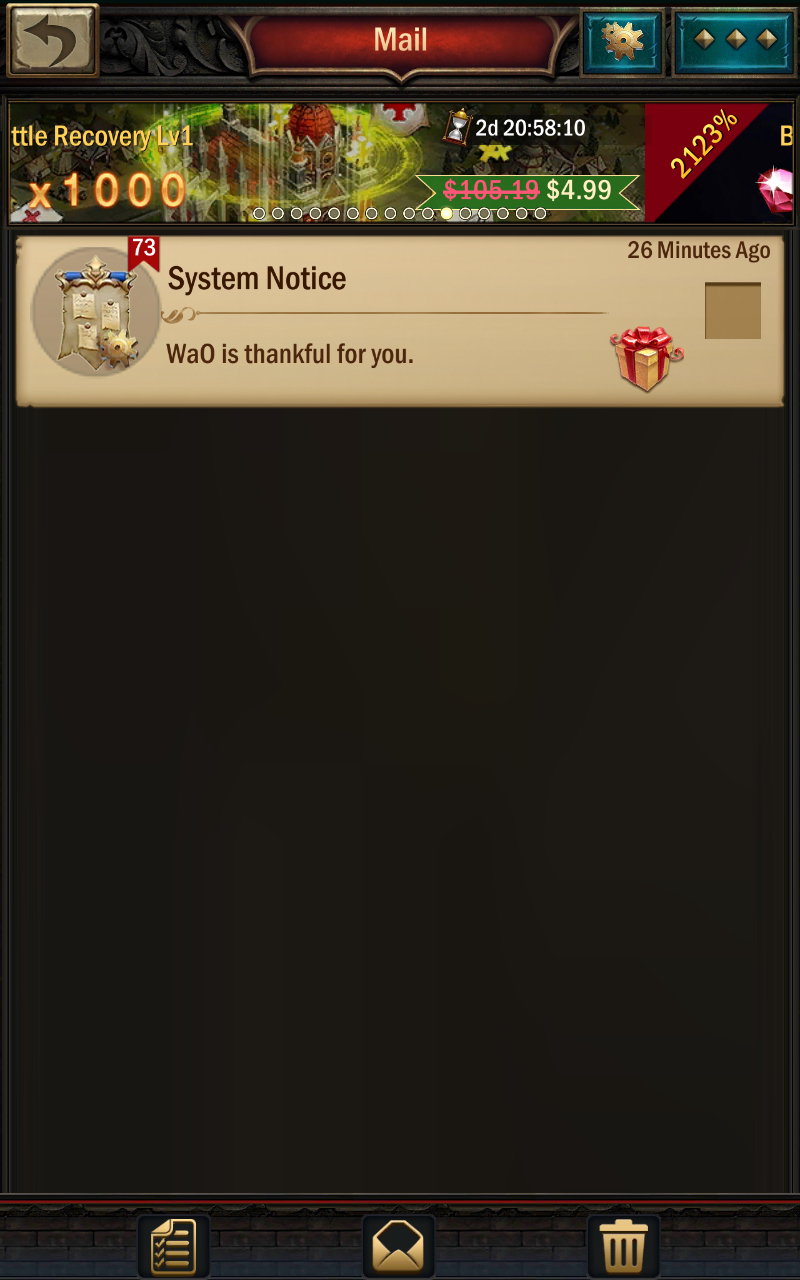 Mail
ttle Recovery Lv1
x1000
2d 20:58:10
$105.19 $4.99
2123%
B
73
System Notice
26 Minutes Ago
WaO is thankful for you.